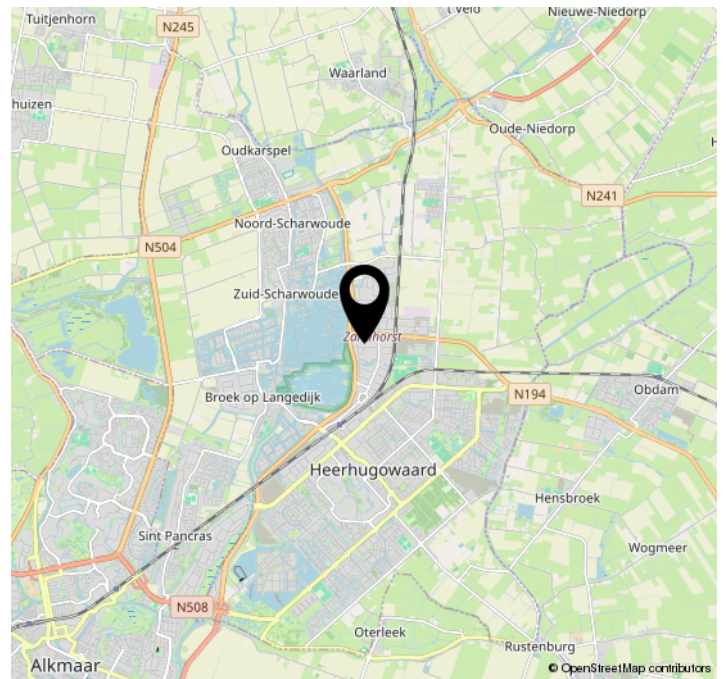 Tuitjenhorn
't Veld
Nieuwe-Niedorp
N245
Waarland
huizen
Oude-Niedorp
Oudkarspel
N241
Noord-Scharwoude
N504
Zuid-Scharwoude
Broek op Langedijk
N194
Obdam
Heerhugowaard
Hensbroek
Sint Pancras
Wogmeer
N508
Oterleek
Rustenburg
Alkmaar
© OpenStreetMap contributors